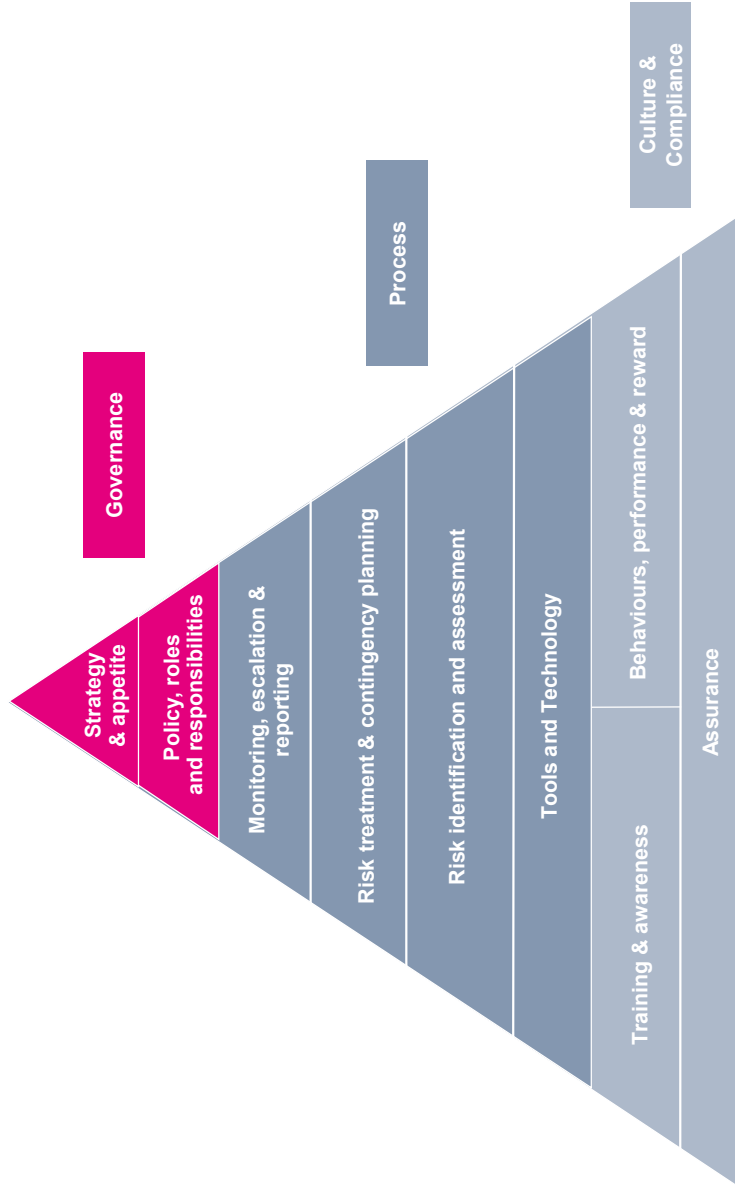 Strategy
& appetite
Governance
Policy, roles
and responsibilities
Monitoring, escalation &
reporting
Risk treatment & contingency planning
Process
Risk identification and assessment
Tools and Technology
Training & awareness
Behaviours, performance & reward
Culture &
Compliance
Assurance